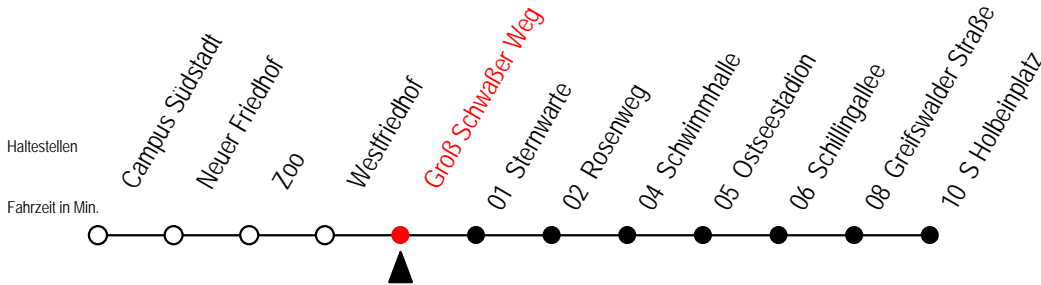 Haltestellen
Fahrzeit in Min.
Campus Südstadt
Neuer Friedhof
Zoo
Westfriedhof
Groß Schwaßer Weg
01 Sternwarte
02 Rosenweg
04 Schwimmhalle
05 Ostseestadion
06 Schillingallee
08 Greifswalder Straße
10 S Holbeinplatz